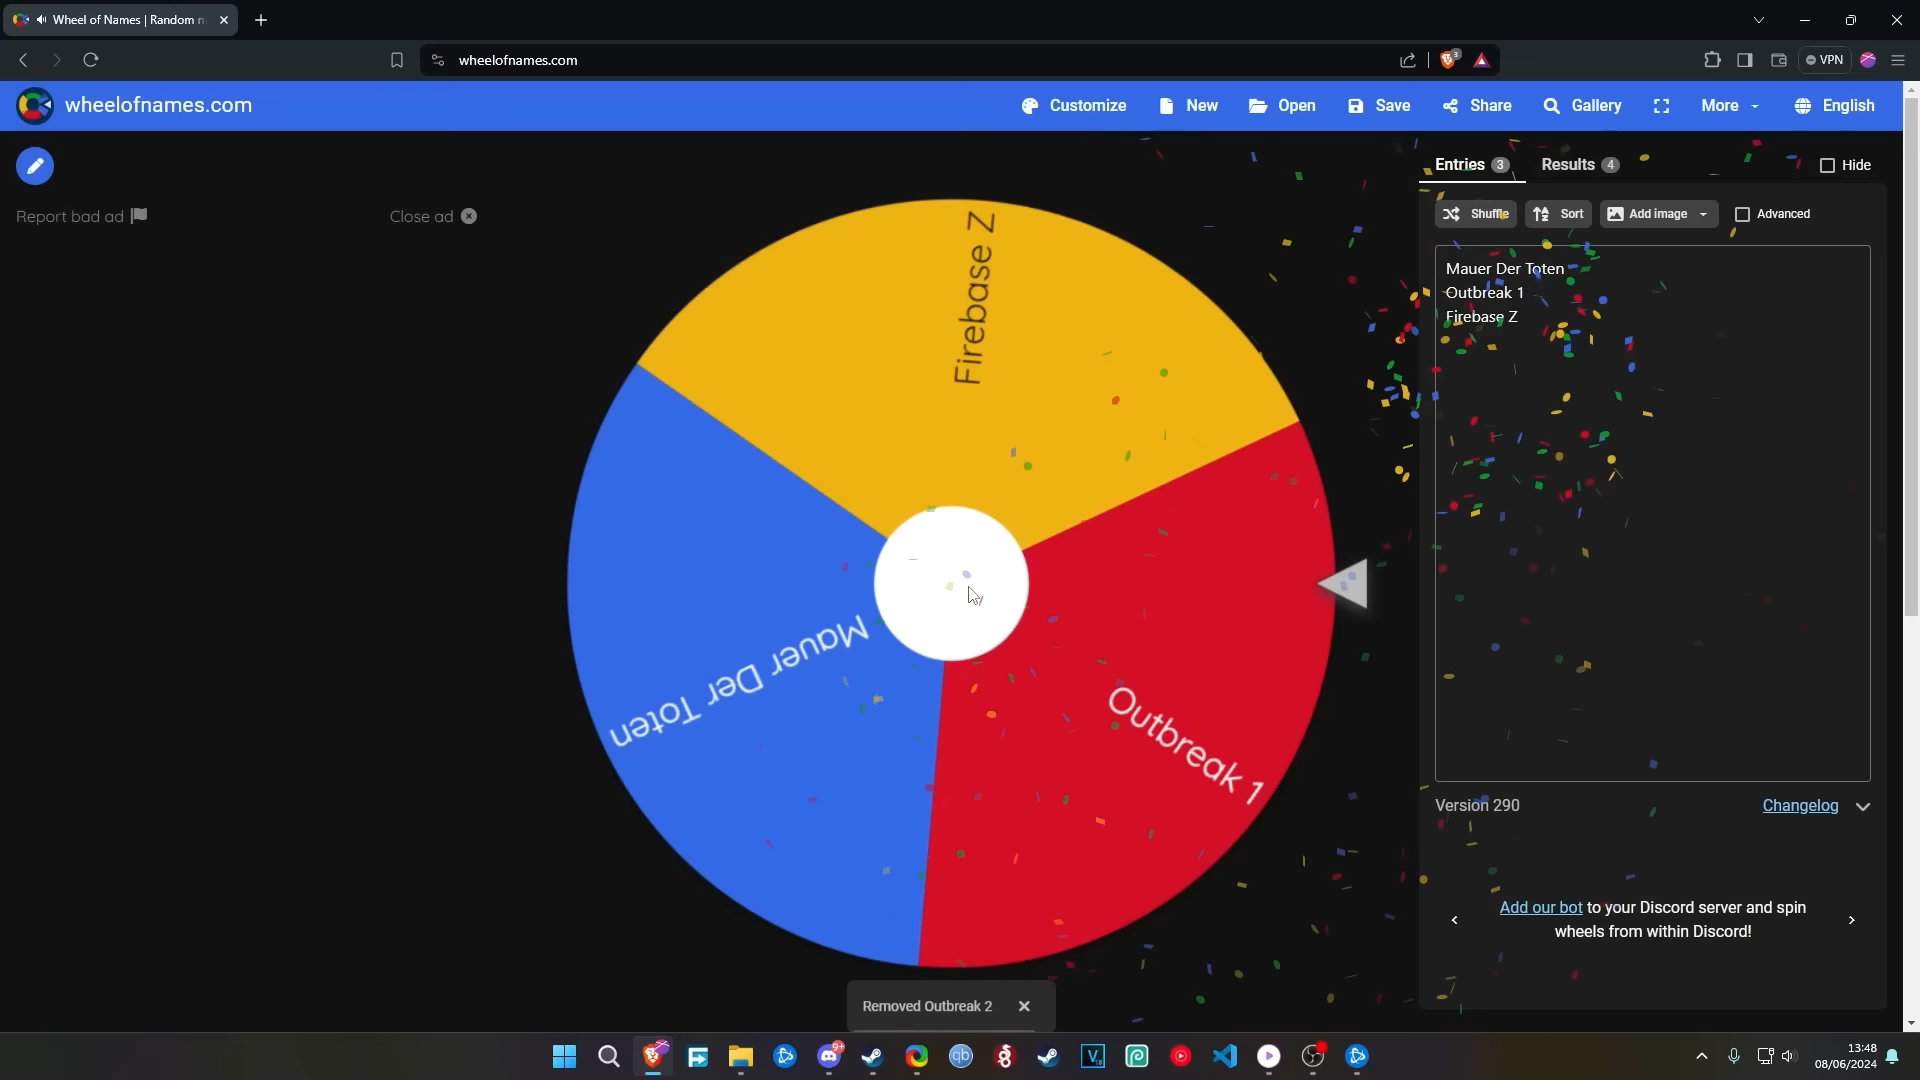 Wheel of Names | Random n
wheelofnames.com
3
VPN
wheelofnames.com
Customize
New
Open
Save
Share
Gallery
More
English
Report bad ad
Close ad
Entries 3
Results 4
Hide
Shuffle
Sort
Add image
Advanced
Mauer Der Toten
Outbreak 1
Firebase Z
Firebase Z
Mauer Der Toten
Outbreak 1
Version 290
Changelog
Add our bot to your Discord server and spin
wheels from within Discord!
Removed Outbreak 2
9+
qb
13:48
08/06/2024